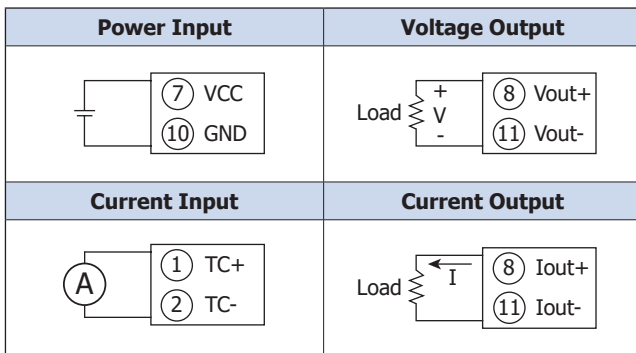 Power Input
Voltage Output
7 VCC
10 GND
Load
+
V
-
8 Vout+
11 Vout-
Current Input
Current Output
A
1 TC+
2 TC-
Load
I
8 Iout+
11 Iout-